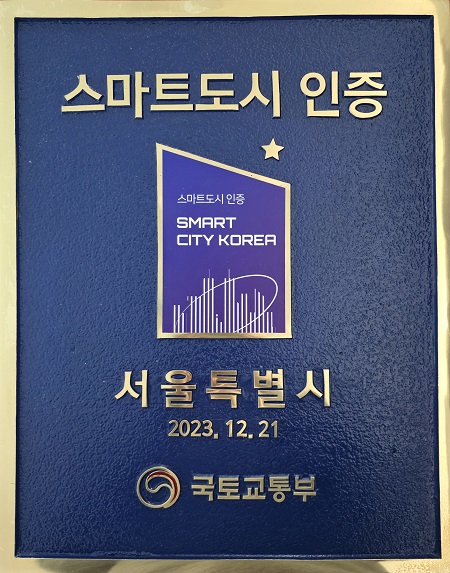 스마트도시 인증
스마트도시 인증
SMART
CITY KOREA
서울특별시
2023. 12. 21
국토교통부